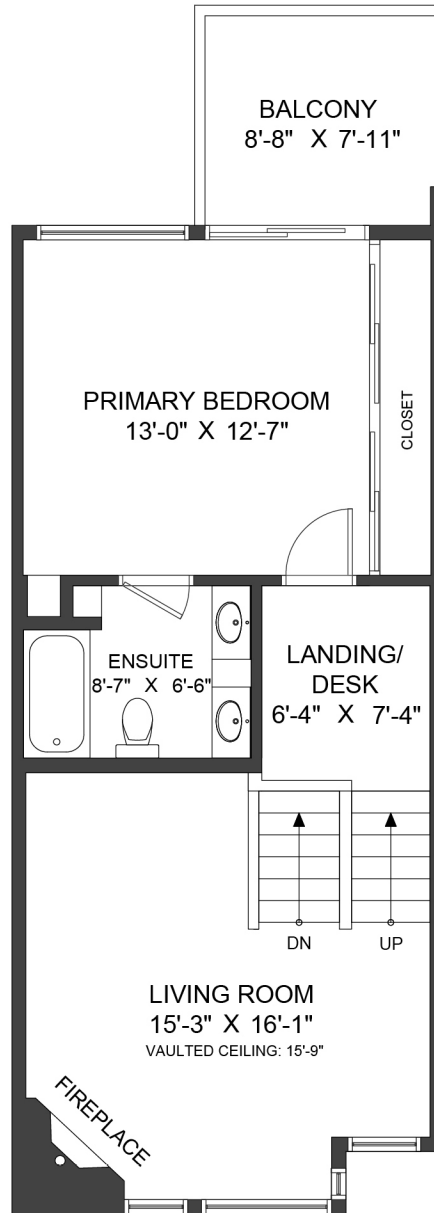 BALCONY
8'-8" X 7'-11"
PRIMARY BEDROOM
13'-0" X 12'-7"
CLOSET
ENSUITE
8'-7" X 6'-6"
LANDING/
DESK
6'-4" X 7'-4"
DN
UP
LIVING ROOM
15'-3" X 16'-1"
VAULTED CEILING: 15'-9"
FIREPLACE